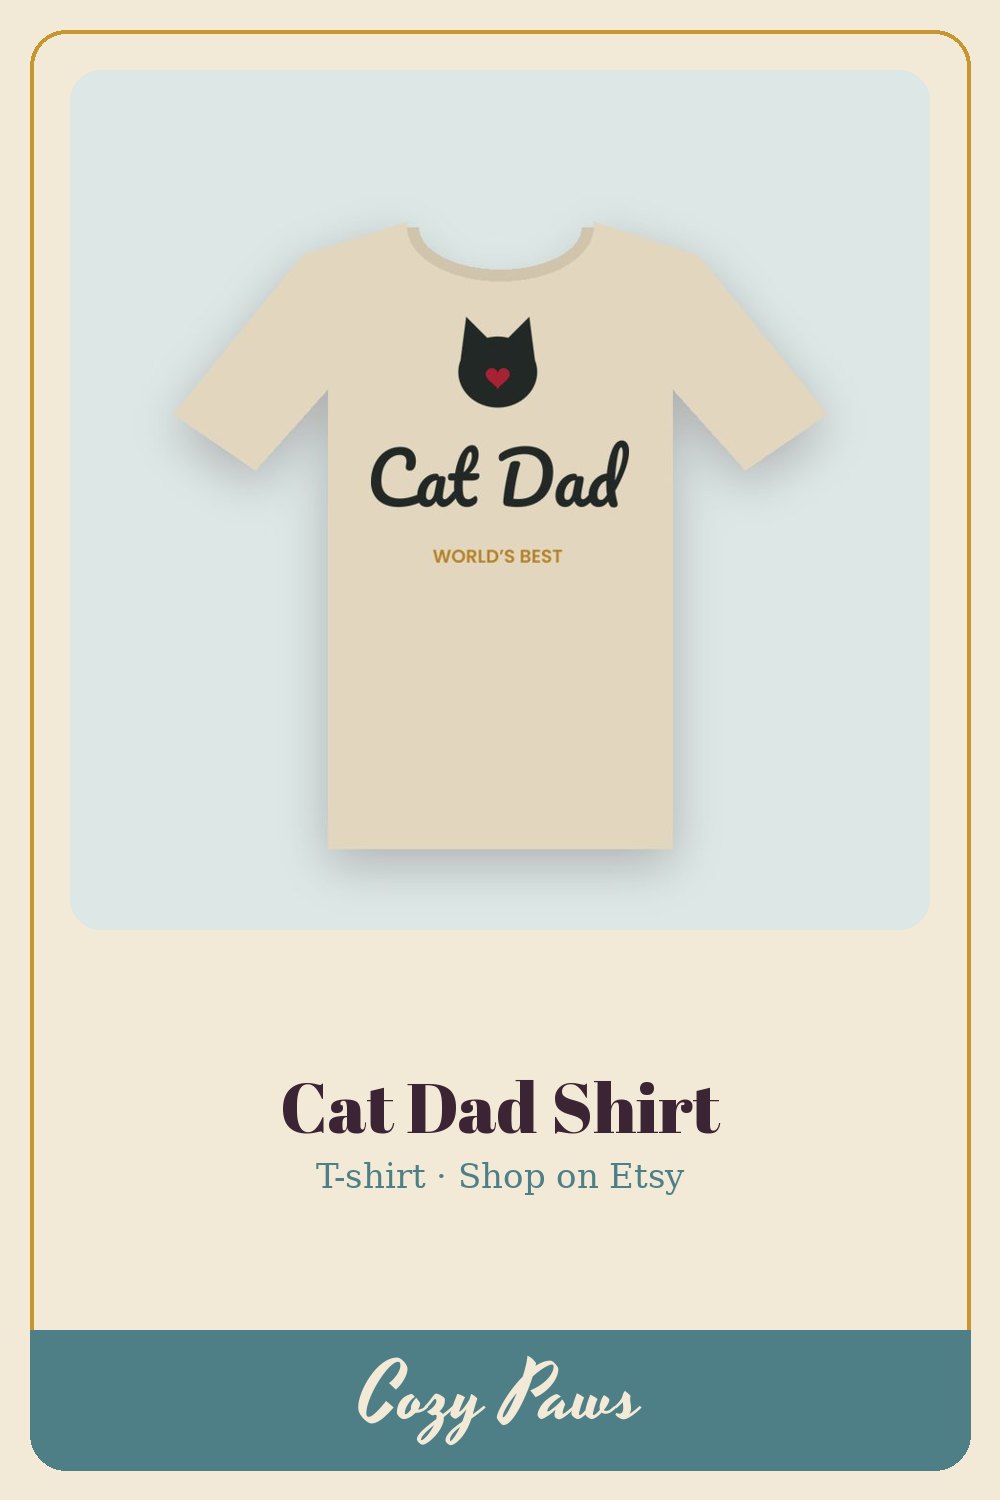 Cat Dad
WORLD’S BEST
Cat Dad Shirt
T-shirt · Shop on Etsy
Cozy Paws